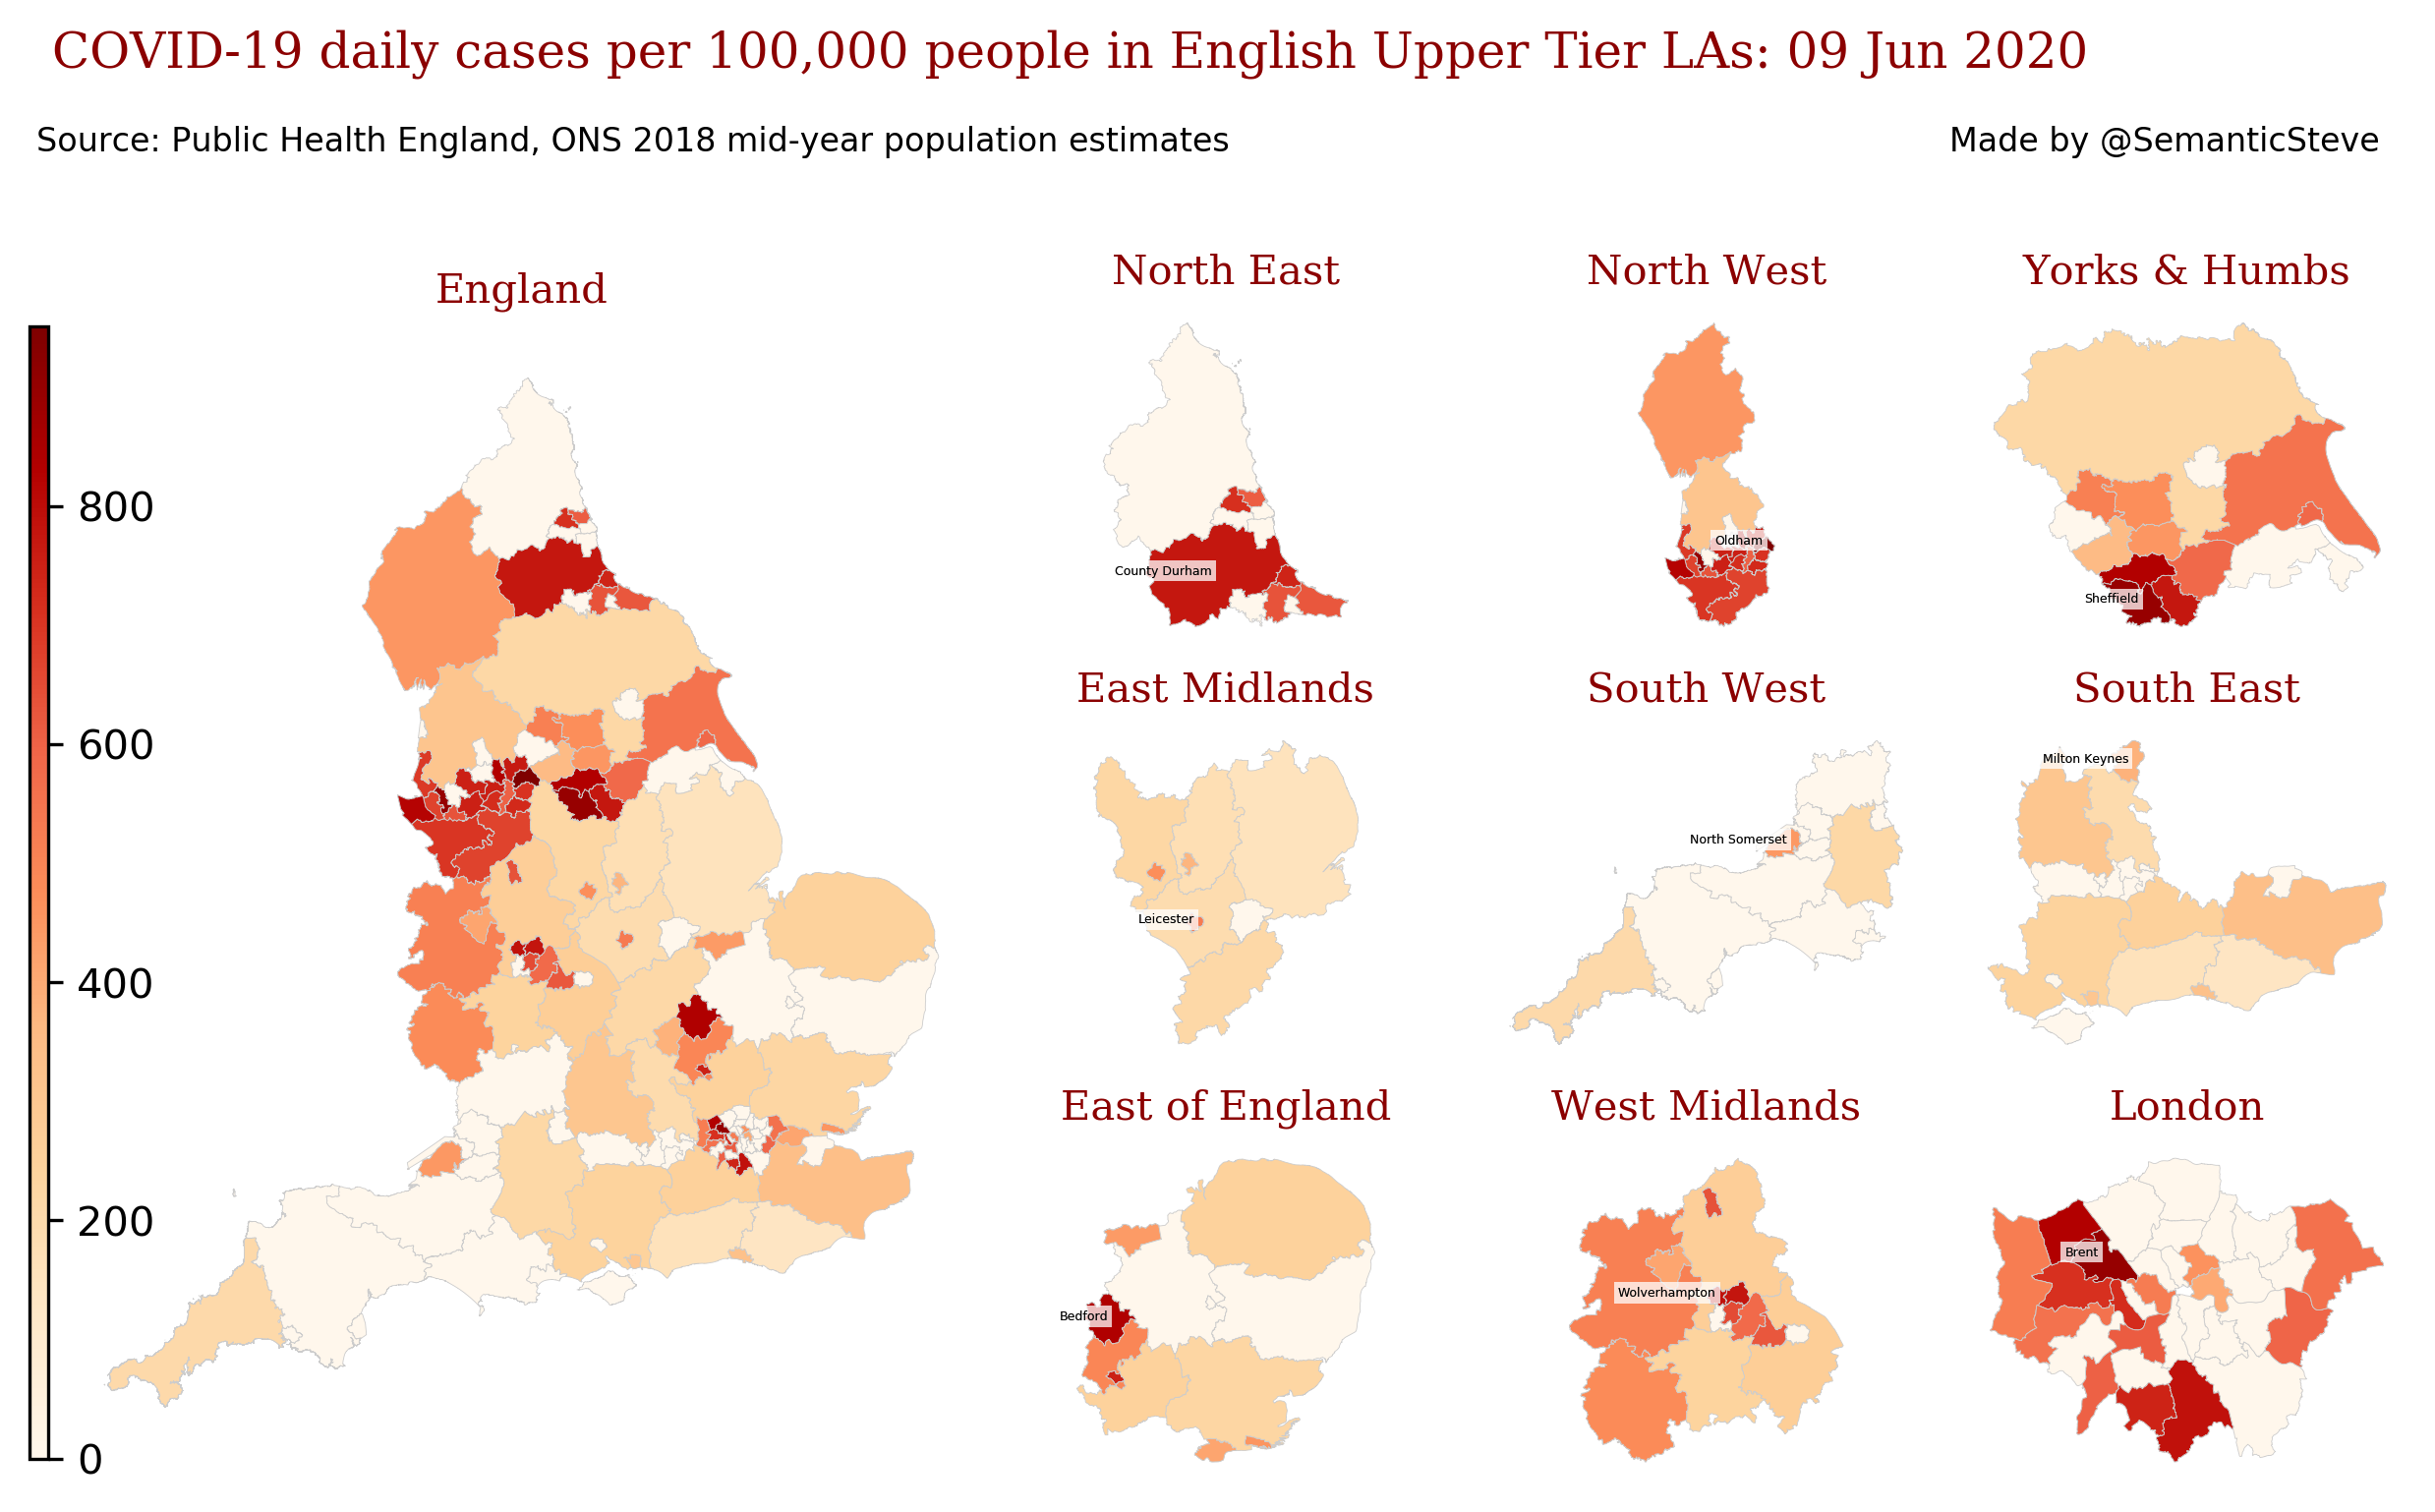 COVID-19 daily cases per 100,000 people in English Upper Tier LAs: 09 Jun 2020
Source: Public Health England, ONS 2018 mid-year population estimates
Made by @SemanticSteve
England
North East
North West
Yorks & Humbs
800
600
400
200
0
County Durham
Oldham
Sheffield
East Midlands
South West
South East
Leicester
North Somerset
Milton Keynes
East of England
West Midlands
London
Bedford
Wolverhampton
Brent